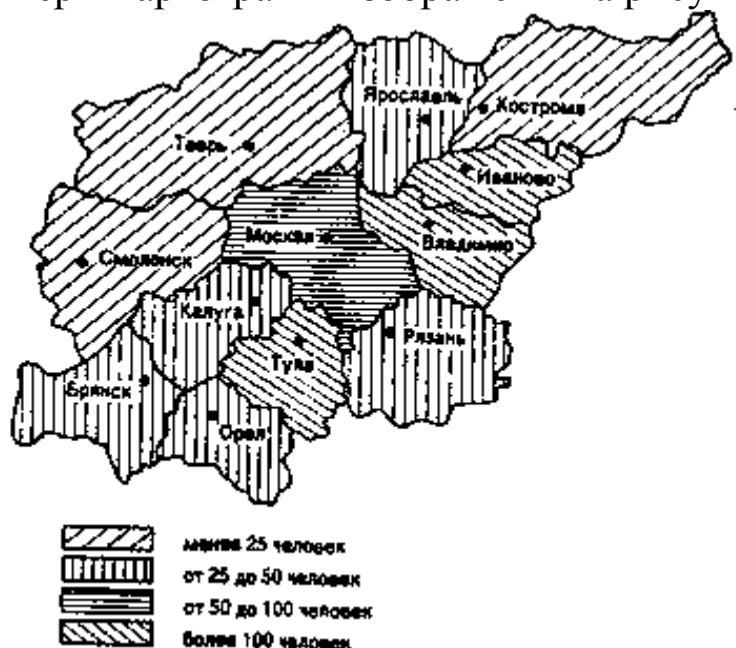 Ярославль
Кострома
Тверь
Иваново
Москва
Владимир
Смоленск
Калуга
Рязань
Тула
Брянск
Орел
менее 25 человек
от 25 до 50 человек
от 50 до 100 человек
более 100 человек